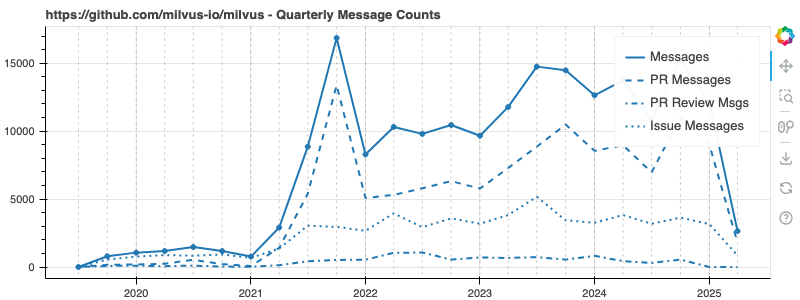 https://github.com/milvus-io/milvus - Quarterly Message Counts
15000
10000
5000
0
Messages
PR Messages
PR Review Msgs
Issue Messages
2020
2021
2022
2023
2024
2025